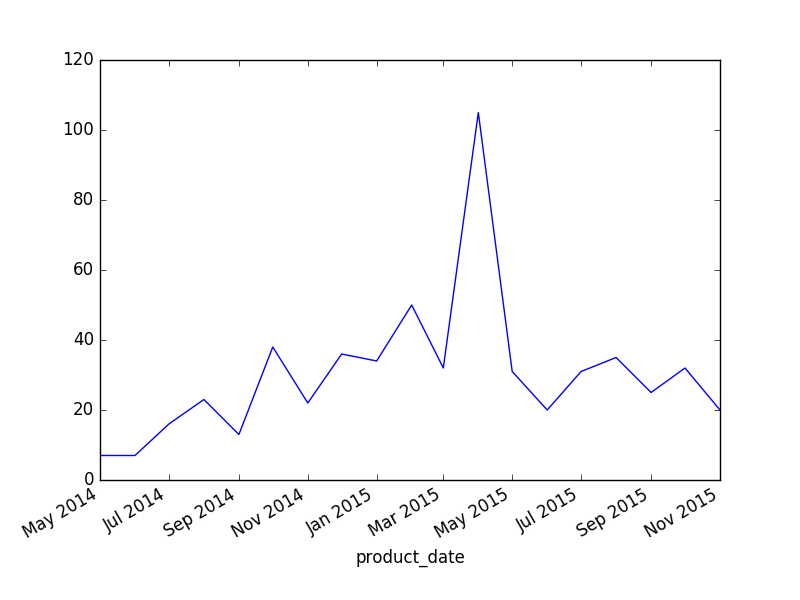 120
100
80
60
40
20
0
May 2014
Jul 2014
Sep 2014
Nov 2014
Jan 2015
Mar 2015
May 2015
Jul 2015
Sep 2015
Nov 2015
product_date